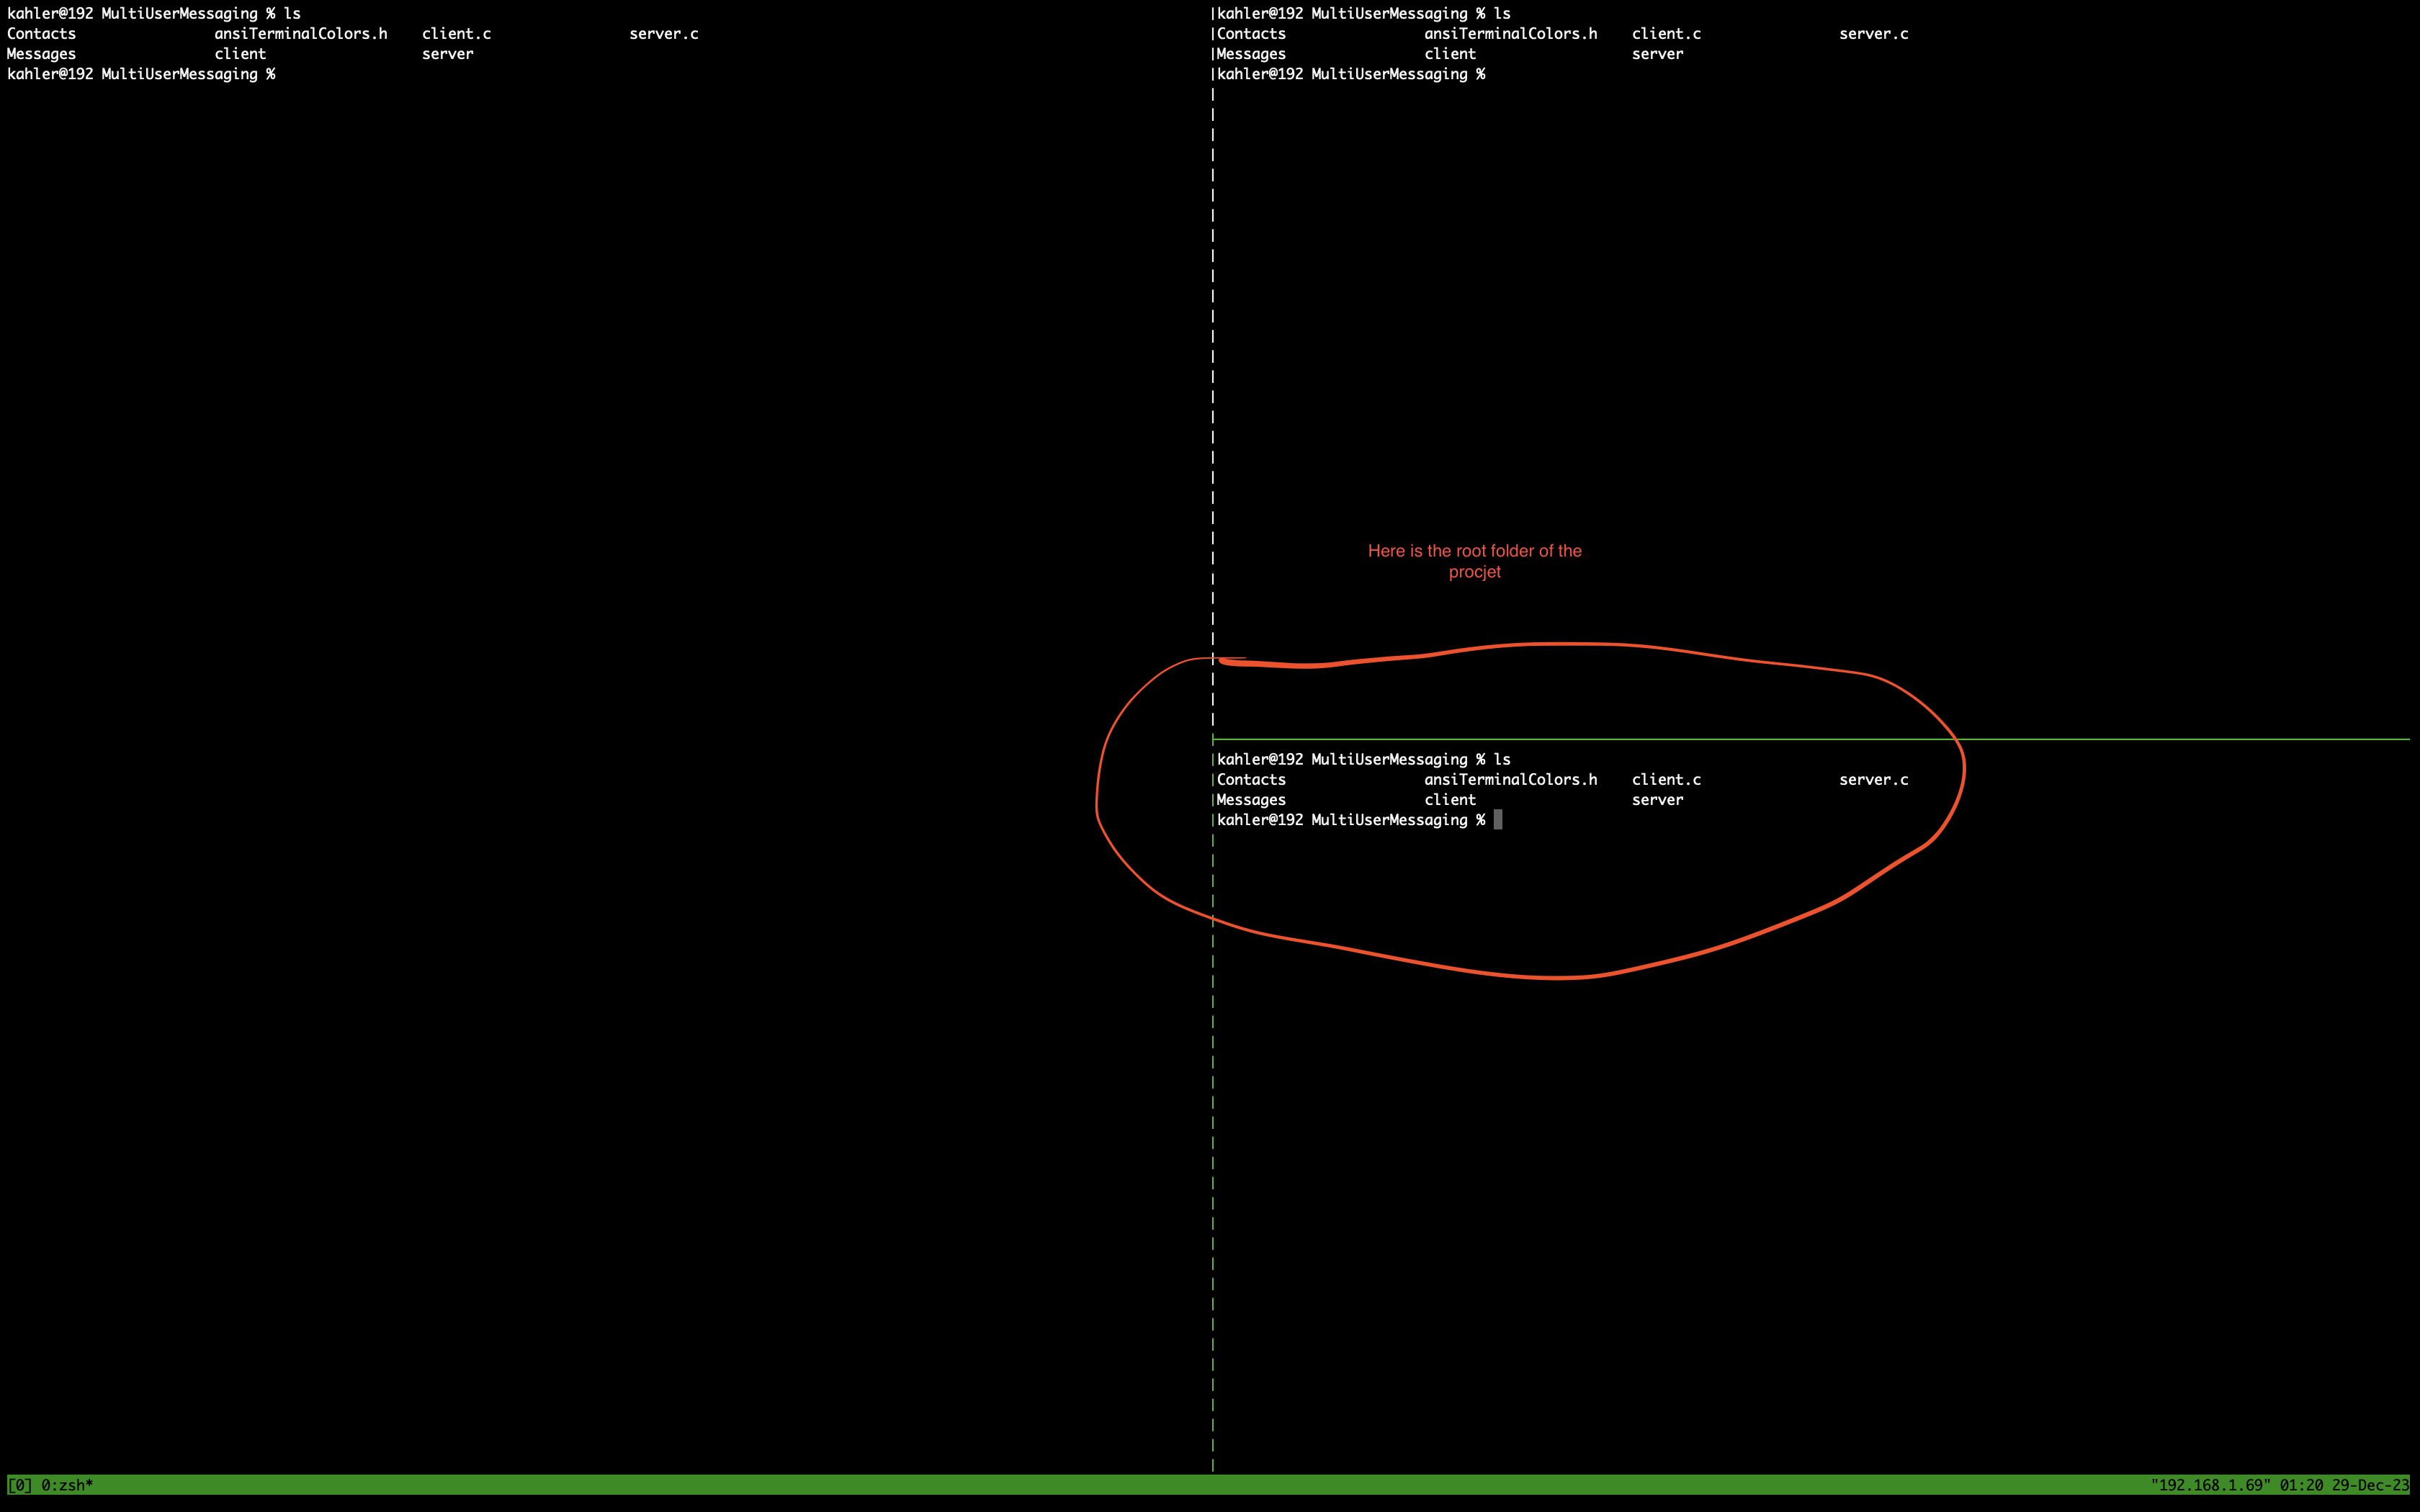 kahler@192 MultiUserMessaging % ls
Contacts ansiTerminalColors.h client.c server.c
Messages client server
kahler@192 MultiUserMessaging %
kahler@192 MultiUserMessaging % ls
Contacts ansiTerminalColors.h client.c server.c
Messages client server
kahler@192 MultiUserMessaging %
Here is the root folder of the
procjet
kahler@192 MultiUserMessaging % ls
Contacts ansiTerminalColors.h client.c server.c
Messages client server
kahler@192 MultiUserMessaging %
[0] 0:zsh* "192.168.1.69" 01:20 29-Dec-23